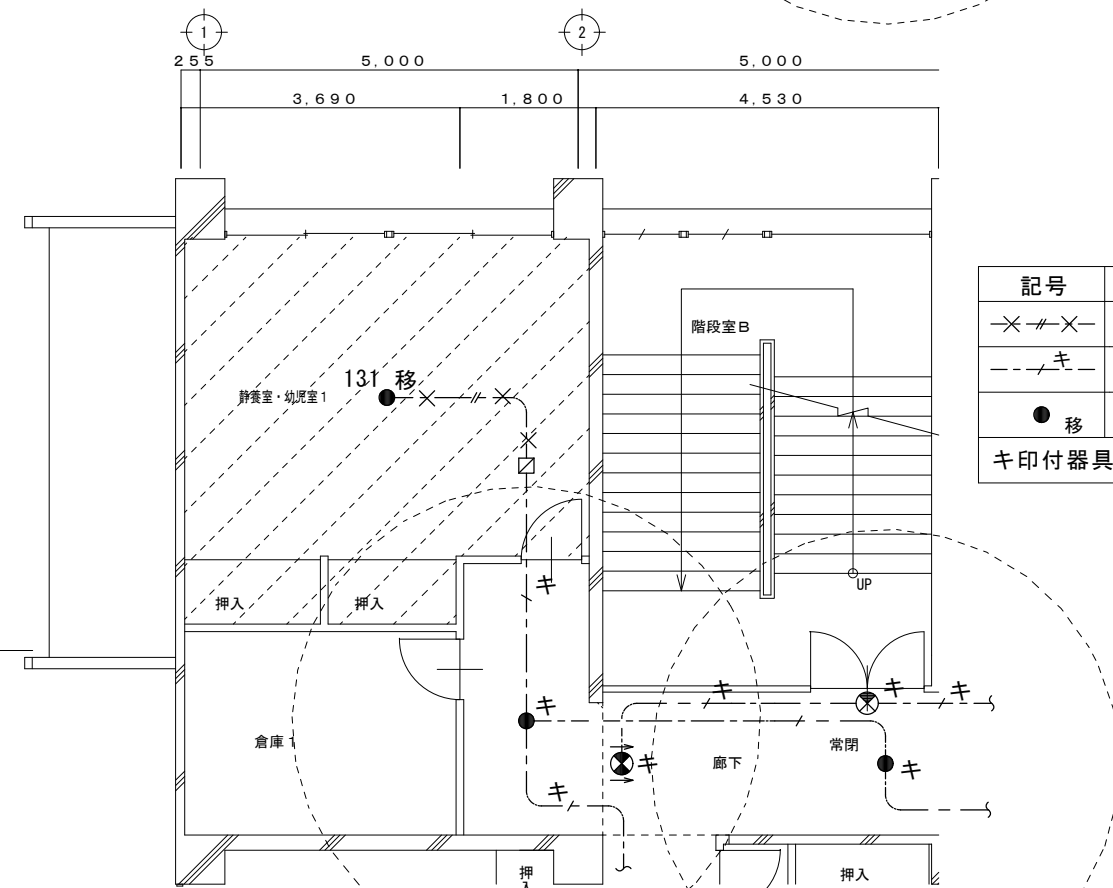 1
2
255
5,000
5,000
3,690
1,800
4,530
階段室B
記号
キ
移
キ印付器具
131 移
静養室・幼児室1
UP
押入
押入
キ
キ
キ
キ
キ
倉庫1
キ
廊下
常閉
キ
キ
押入
押入